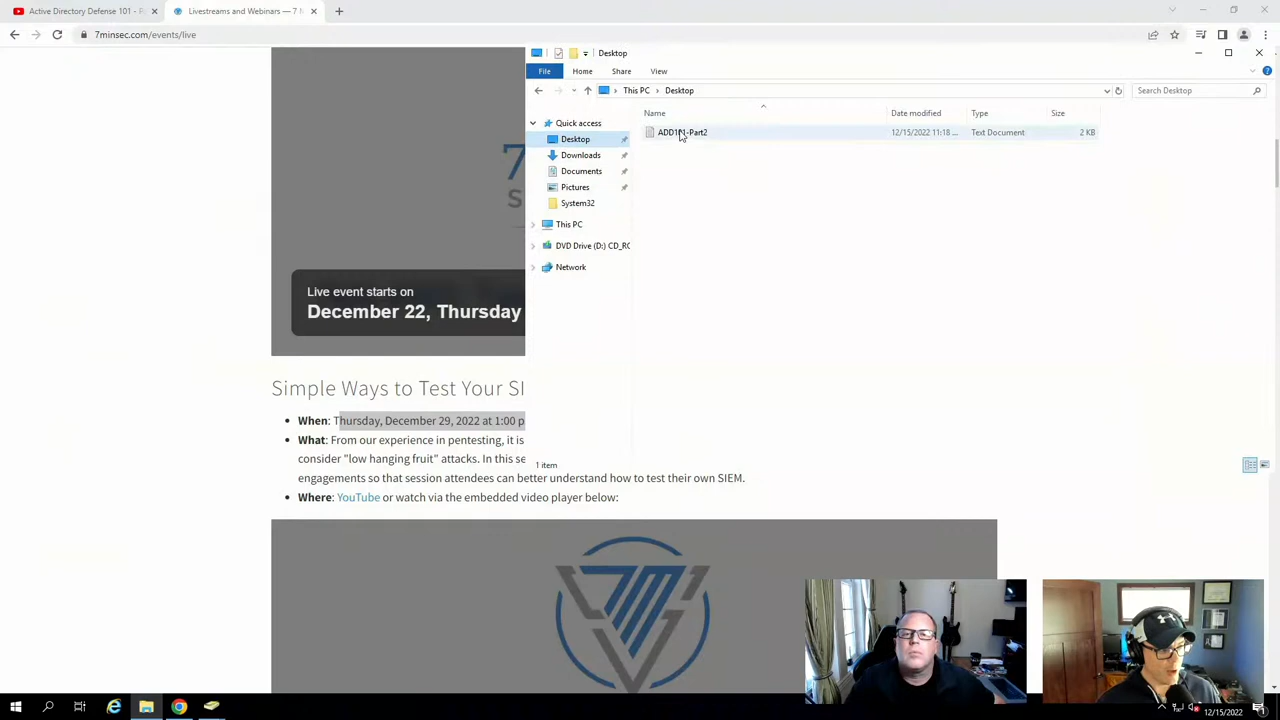 Active Directory Defense 101 - P
Livestreams and Webinars — 7 M
7minsec.com/events/live
Desktop
File Home Share View
This PC > Desktop
Search Desktop
Name Date modified Type Size
ADD101-Part2 12/15/2022 11:18 ... Text Document 2 KB
Quick access
Desktop
Downloads
Documents
Pictures
System32
This PC
DVD Drive (D:) CD_RO
Network
1 item
7
S
Live event starts on
December 22, Thursday
Simple Ways to Test Your SI
When: Thursday, December 29, 2022 at 1:00 p
What: From our experience in pentesting, it is
consider "low hanging fruit" attacks. In this se
engagements so that session attendees can better understand how to test their own SIEM.
Where: YouTube or watch via the embedded video player below:
7M
12/15/2022